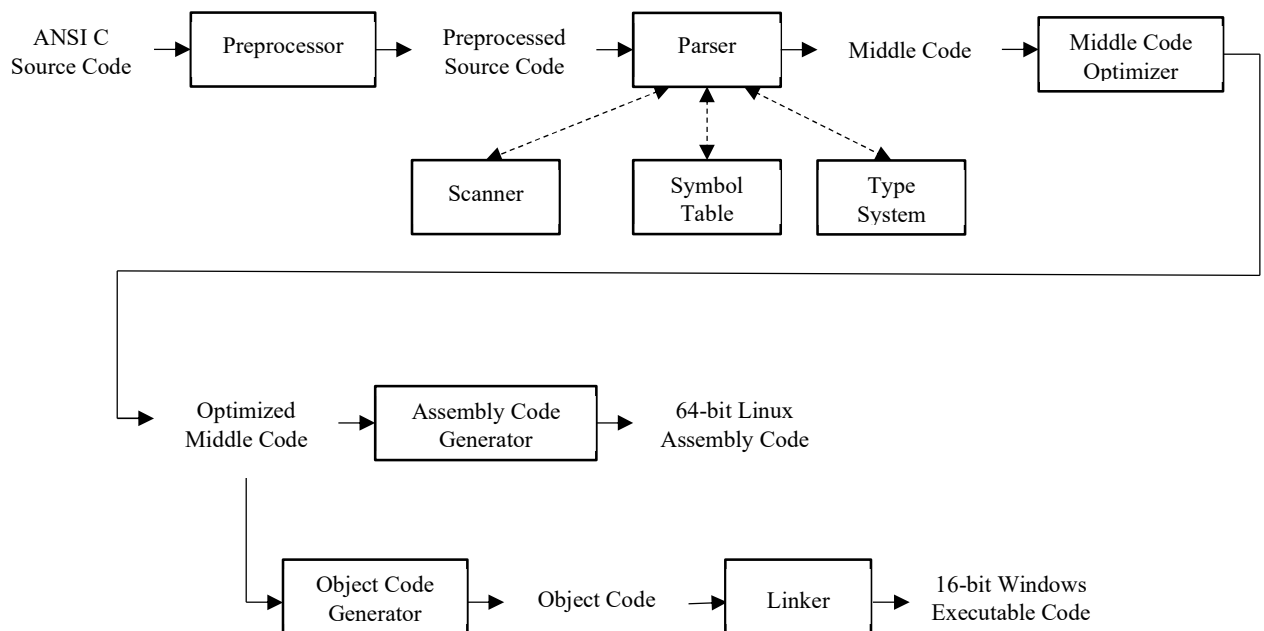 ANSI C
Source Code
Preprocessor
Preprocessed
Source Code
Parser
Middle Code
Middle Code
Optimizer
Scanner
Symbol
Table
Type
System
Optimized
Middle Code
Assembly Code
Generator
64-bit Linux
Assembly Code
Object Code
Generator
Object Code
Linker
16-bit Windows
Executable Code